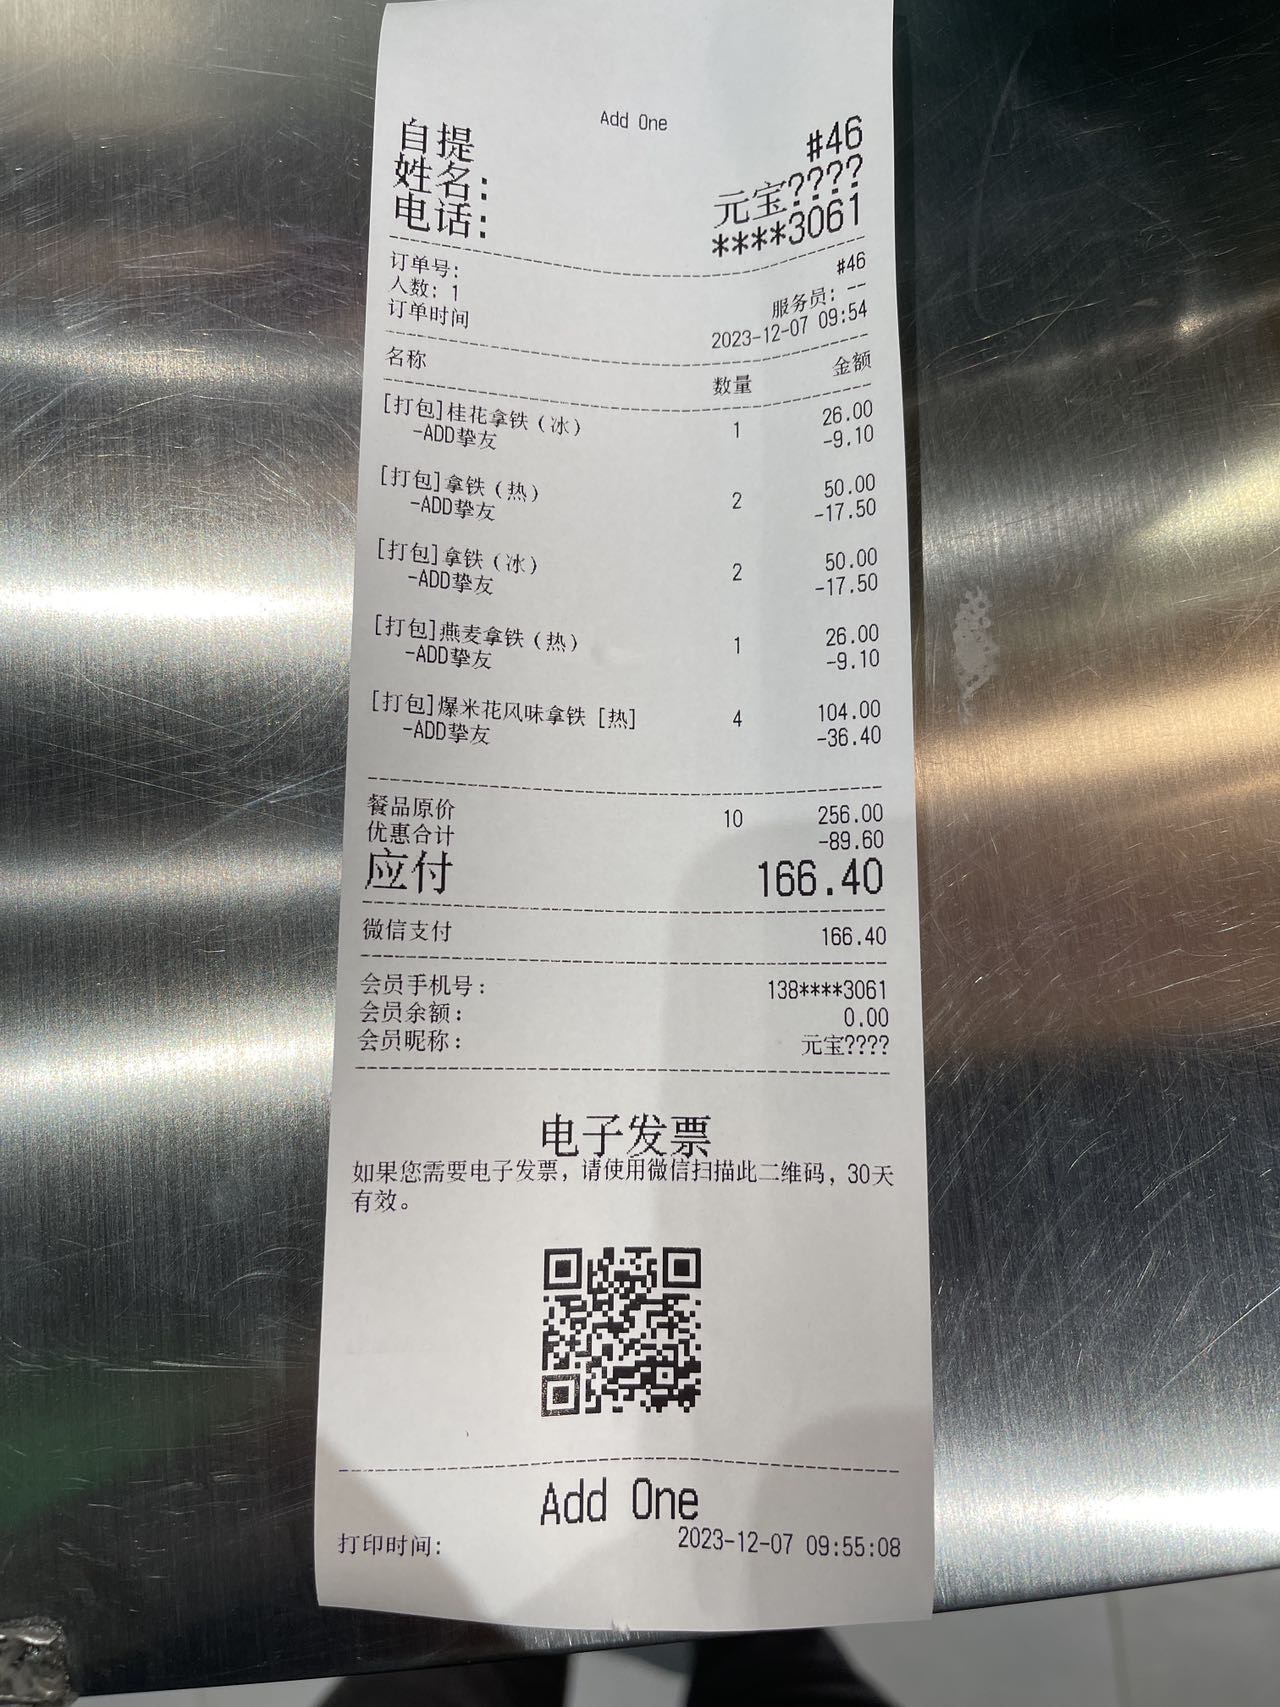 Add One
自提 #46
姓名: 元宝????
电话: ****3061
订单号: #46
人数: 1 服务员: --
订单时间 2023-12-07 09:54
名称 数量 金额
[打包]桂花拿铁（冰） 1 26.00
-ADD挚友 -9.10
[打包]拿铁（热） 2 50.00
-ADD挚友 -17.50
[打包]拿铁（冰） 2 50.00
-ADD挚友 -17.50
[打包]燕麦拿铁（热） 1 26.00
-ADD挚友 -9.10
[打包]爆米花风味拿铁 [热] 4 104.00
-ADD挚友 -36.40
餐品原价 10 256.00
优惠合计 -89.60
应付 166.40
微信支付 166.40
会员手机号: 138****3061
会员余额: 0.00
会员昵称: 元宝????
电子发票
如果您需要电子发票，请使用微信扫描此二维码，30天
有效。
Add One
打印时间: 2023-12-07 09:55:08